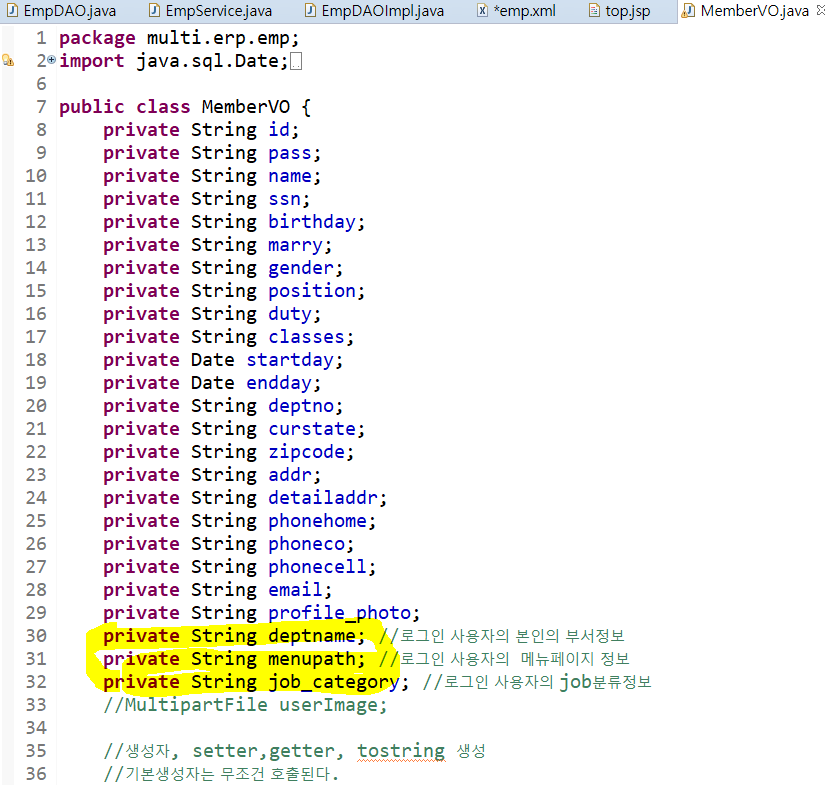 EmpDAO.java EmpService.java EmpDAOImpl.java *emp.xml top.jsp MemberVO.java
1 package multi.erp.emp;
2 import java.sql.Date;
6
7 public class MemberVO {
8 private String id;
9 private String pass;
10 private String name;
11 private String ssn;
12 private String birthday;
13 private String marry;
14 private String gender;
15 private String position;
16 private String duty;
17 private String classes;
18 private Date startday;
19 private Date endday;
20 private String deptno;
21 private String curstate;
22 private String zipcode;
23 private String addr;
24 private String detailaddr;
25 private String phonehome;
26 private String phoneco;
27 private String phonecell;
28 private String email;
29 private String profile_photo;
30 private String deptname; //로그인 사용자의 본인의 부서정보
31 private String menupath; //로그인 사용자의 메뉴페이지 정보
32 private String job_category; //로그인 사용자의 job분류정보
33 //MultipartFile userImage;
34
35 //생성자, setter,getter, tostring 생성
36 //기본생성자는 무조건 호출된다.